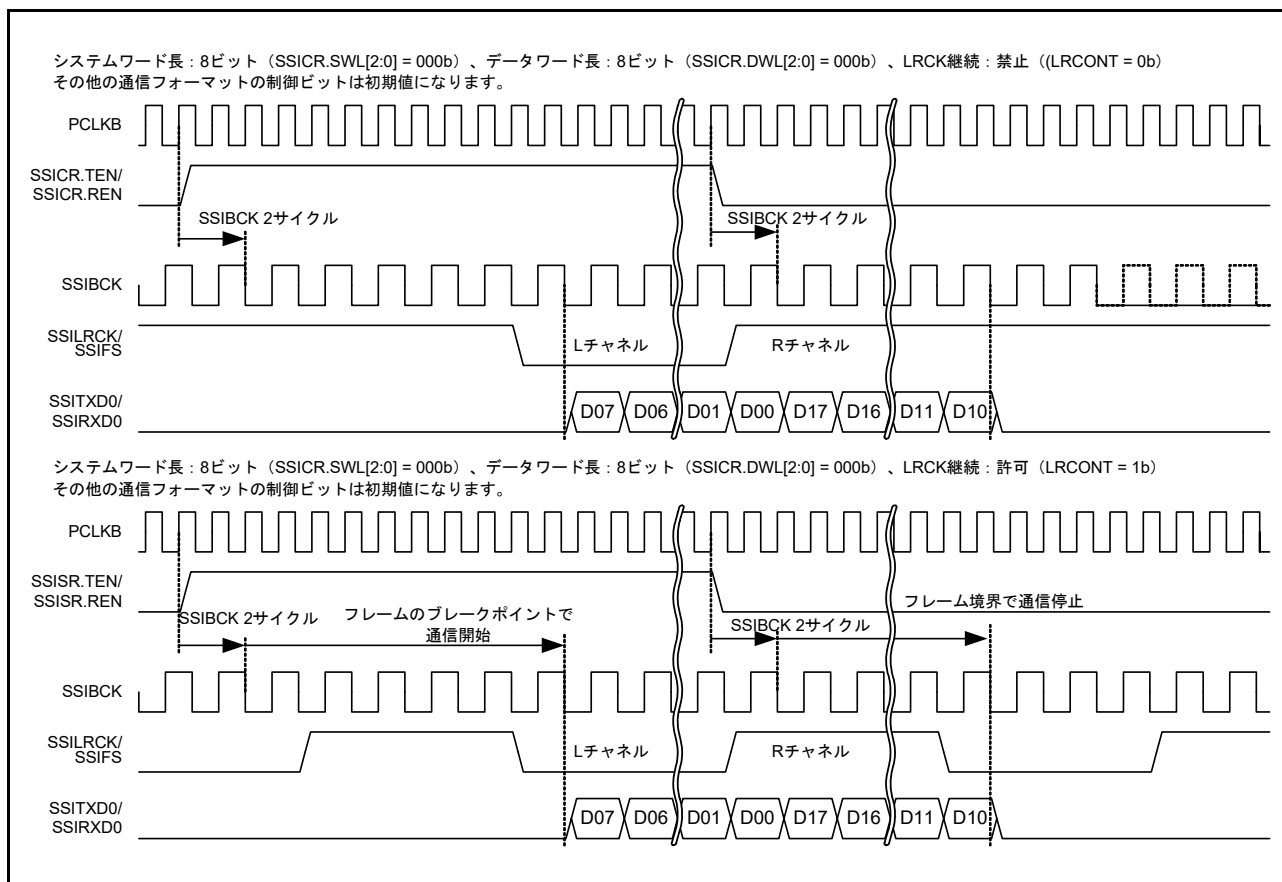 システムワード長：8ビット（SSICR.SWL[2:0] = 000b）、データワード長：8ビット（SSICR.DWL[2:0] = 000b）、LRCK継続：禁止（(LRCONT = 0b）
その他の通信フォーマットの制御ビットは初期値になります。
PCLKB
SSICR.TEN/
SSICR.REN
SSIBCK 2サイクル
SSIBCK 2サイクル
SSIBCK
SSILRCK/
SSIFS
Lチャネル
Rチャネル
SSITXD0/
SSIRXD0
D07 D06 D01 D00 D17 D16 D11 D10
システムワード長：8ビット（SSICR.SWL[2:0] = 000b）、データワード長：8ビット（SSICR.DWL[2:0] = 000b）、LRCK継続：許可（LRCONT = 1b）
その他の通信フォーマットの制御ビットは初期値になります。
PCLKB
SSISR.TEN/
SSISR.REN
SSIBCK 2サイクル
フレームのブレークポイントで
通信開始
フレーム境界で通信停止
SSIBCK 2サイクル
SSIBCK
SSILRCK/
SSIFS
Lチャネル
Rチャネル
SSITXD0/
SSIRXD0
D07 D06 D01 D00 D17 D16 D11 D10